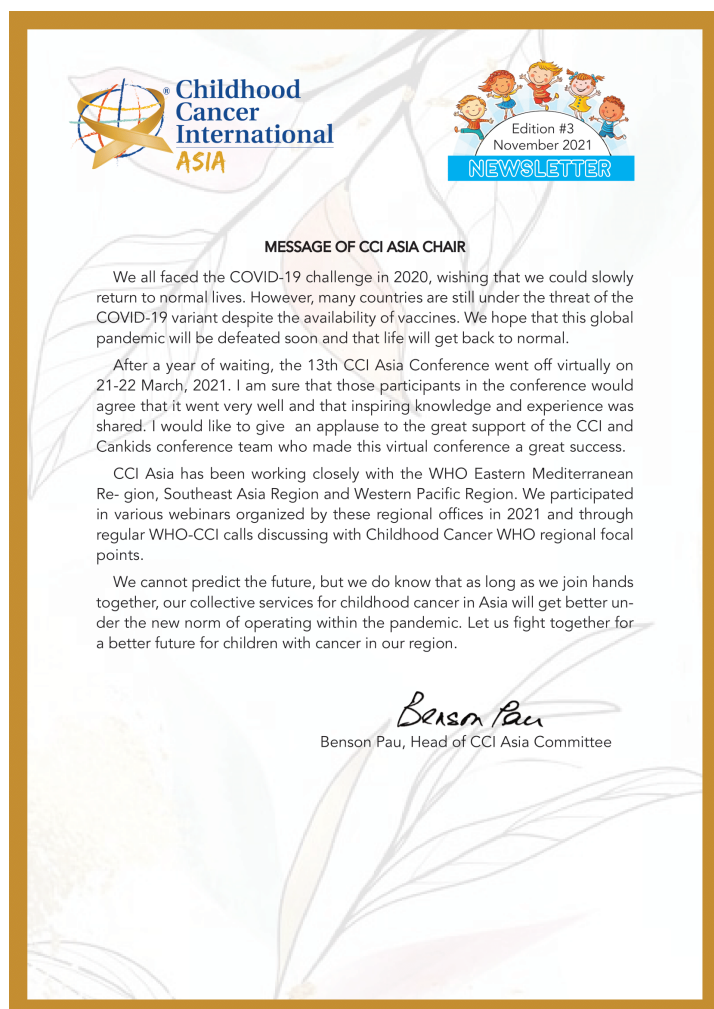 ® Childhood
Cancer
International
ASIA
Edition #3
November 2021
NEWSLETTER
MESSAGE OF CCI ASIA CHAIR
We all faced the COVID-19 challenge in 2020, wishing that we could slowly
return to normal lives. However, many countries are still under the threat of the
COVID-19 variant despite the availability of vaccines. We hope that this global
pandemic will be defeated soon and that life will get back to normal.
After a year of waiting, the 13th CCI Asia Conference went off virtually on
21-22 March, 2021. I am sure that those participants in the conference would
agree that it went very well and that inspiring knowledge and experience was
shared. I would like to give  an applause to the great support of the CCI and
Cankids conference team who made this virtual conference a great success.
CCI Asia has been working closely with the WHO Eastern Mediterranean
Re- gion, Southeast Asia Region and Western Pacific Region. We participated
in various webinars organized by these regional offices in 2021 and through
regular WHO-CCI calls discussing with Childhood Cancer WHO regional focal
points.
We cannot predict the future, but we do know that as long as we join hands
together, our collective services for childhood cancer in Asia will get better un-
der the new norm of operating within the pandemic. Let us fight together for
a better future for children with cancer in our region.
Benson Pau
Benson Pau, Head of CCI Asia Committee